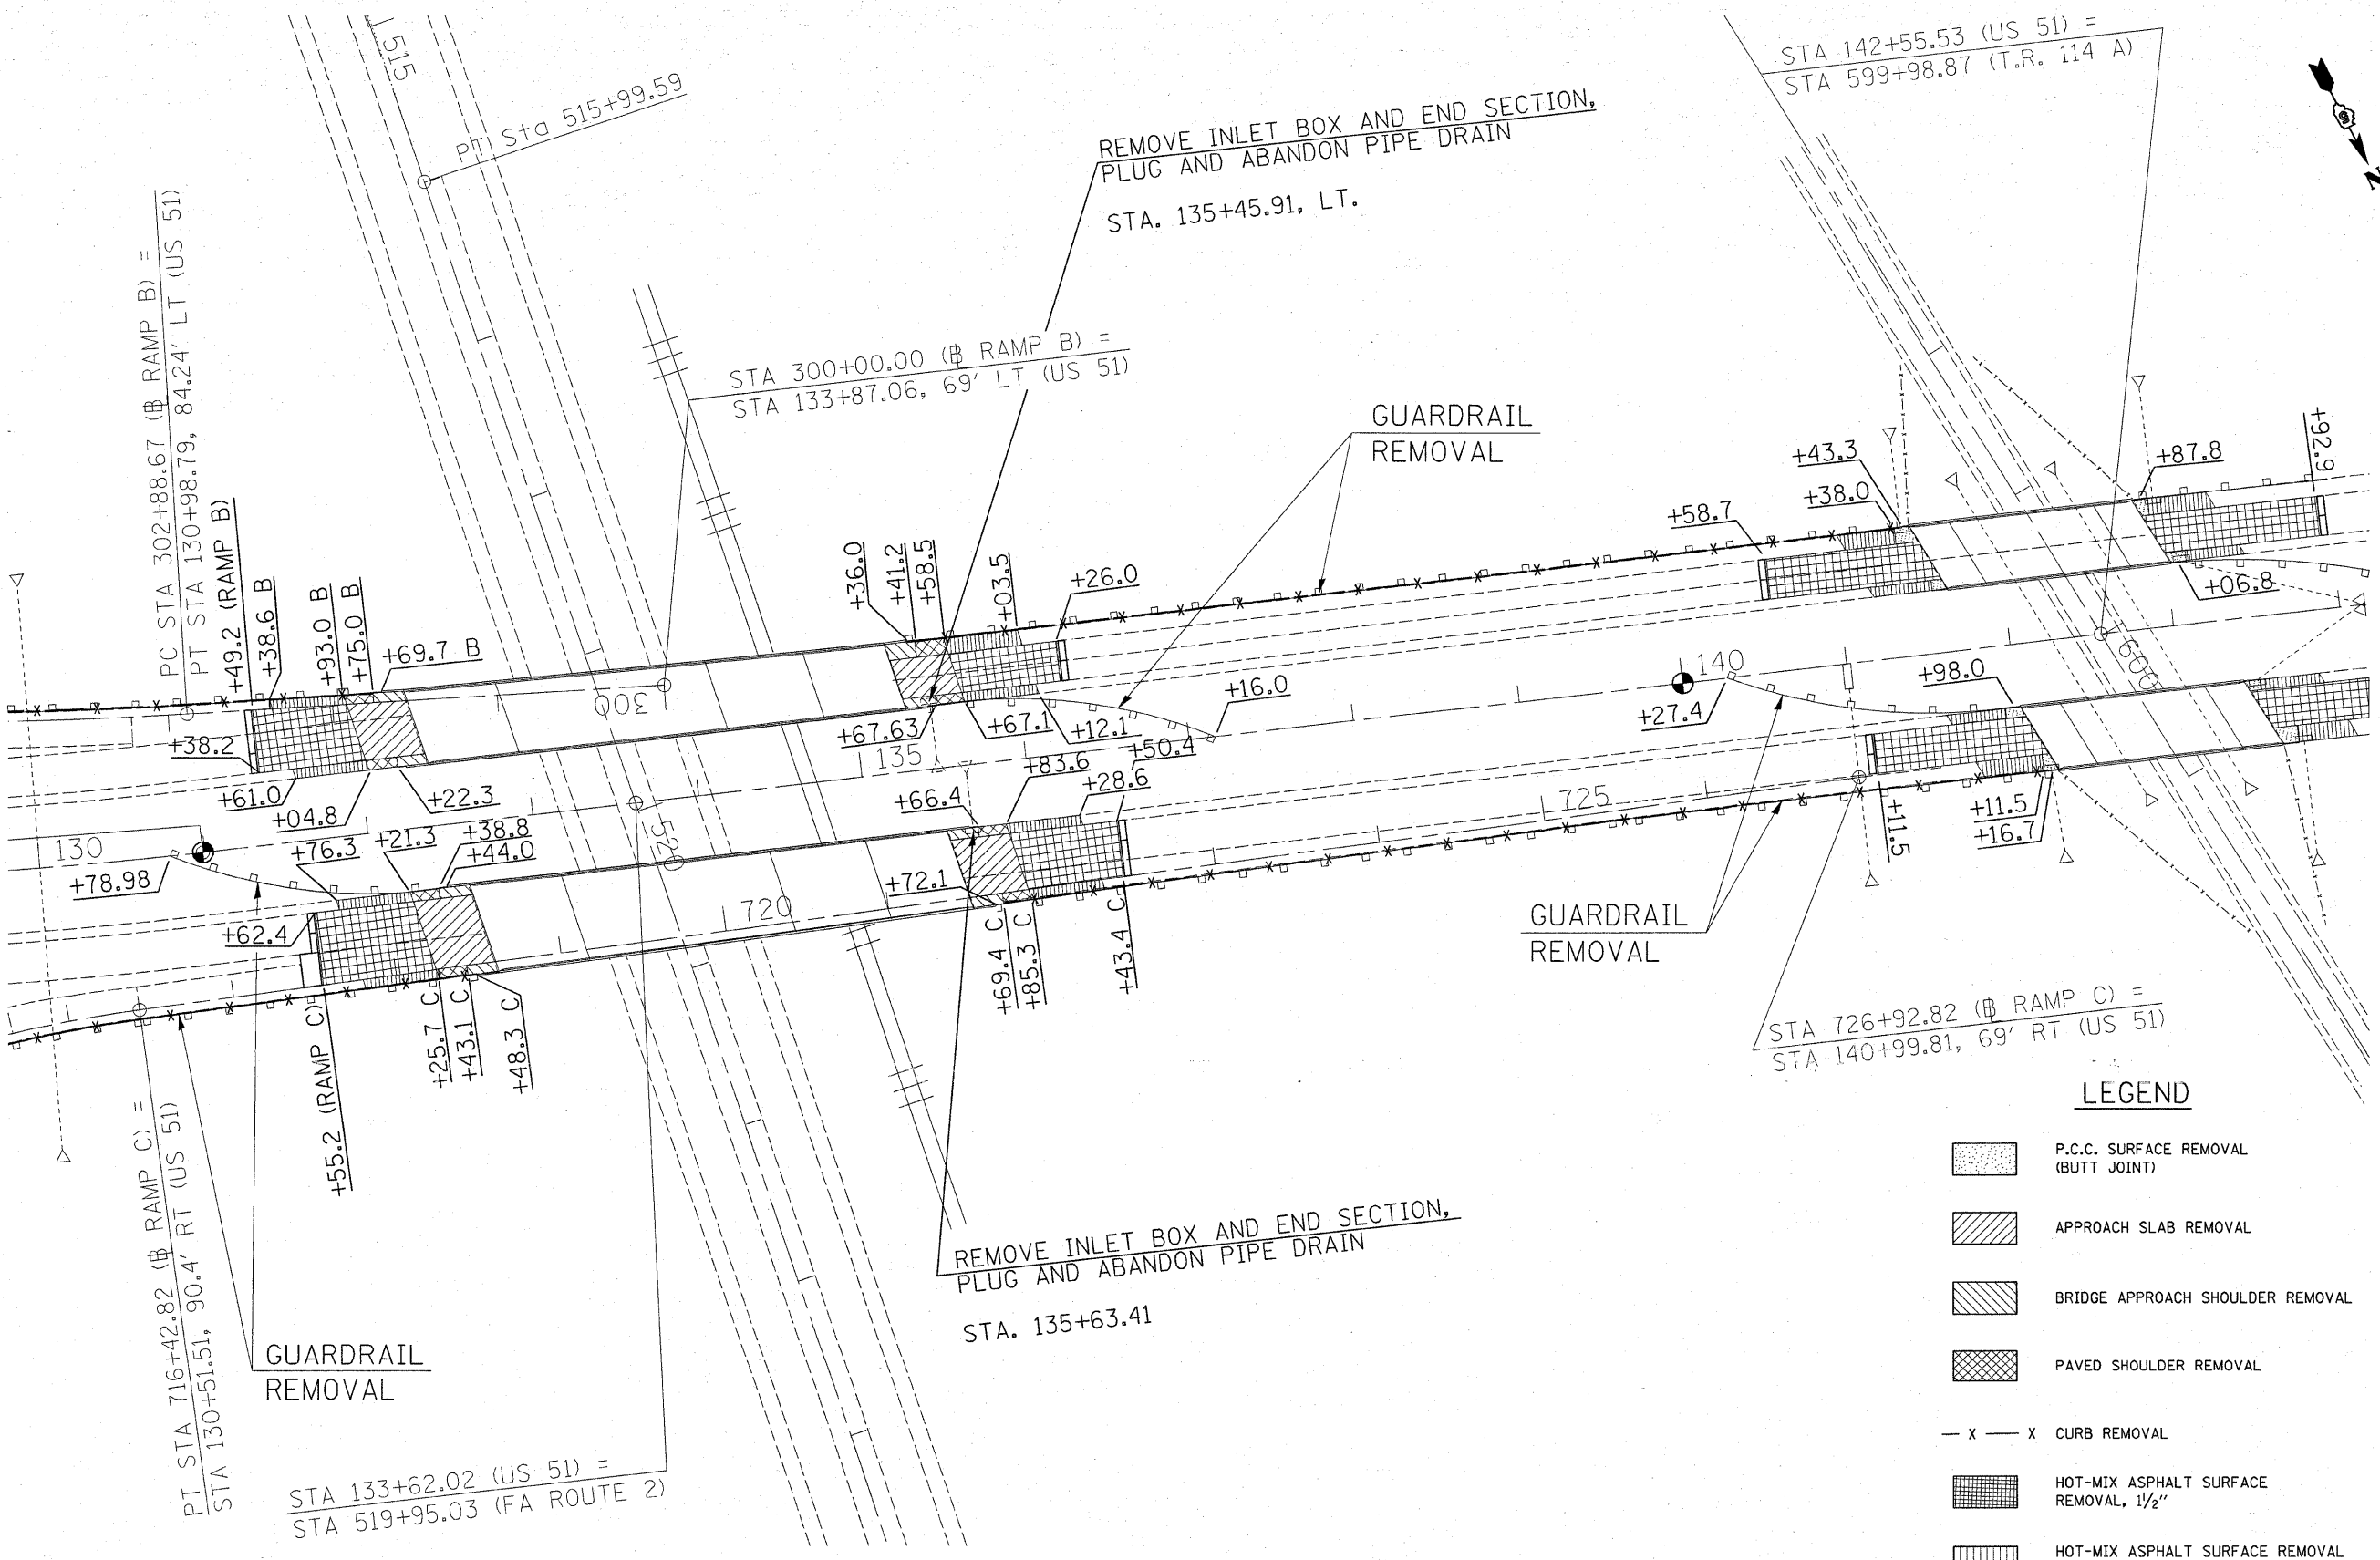 515
PT Sta 515+99.59
STA 142+55.53 (US 51) =
STA 599+98.87 (T.R. 114 A)
N
REMOVE INLET BOX AND END SECTION,
PLUG AND ABANDON PIPE DRAIN
STA. 135+45.91, LT.
PC STA 302+88.67 (B RAMP B) =
PT STA 130+98.79, 84.24' LT (US 51)
STA 300+00.00 (B RAMP B) =
STA 133+87.06, 69' LT (US 51)
GUARDRAIL
REMOVAL
+49.2 (RAMP B)
+38.6 B
+93.0 B
+75.0 B
+69.7 B
+36.0
+41.2
+58.5
+03.5
+26.0
+58.7
+43.3
+38.0
+87.8
+92.9
+06.8
300
+38.2
+61.0
+04.8
+22.3
+67.63
+67.1
+12.1
+16.0
135
140
+27.4
+98.0
600
130
+78.98
+76.3
+21.3
+38.8
+44.0
520
+66.4
+83.6
+28.6
+50.4
725
+11.5
+11.5
+16.7
+62.4
720
+72.1
+69.4 C
+85.3 C
+43.4 C
+55.2 (RAMP C)
+25.7 C
+43.1 C
+48.3 C
GUARDRAIL
REMOVAL
STA 726+92.82 (B RAMP C) =
STA 140+99.81, 69' RT (US 51)
PT STA 716+42.82 (B RAMP C) =
STA 130+51.51, 90.4' RT (US 51)
GUARDRAIL
REMOVAL
REMOVE INLET BOX AND END SECTION,
PLUG AND ABANDON PIPE DRAIN
STA. 135+63.41
STA 133+62.02 (US 51) =
STA 519+95.03 (FA ROUTE 2)
LEGEND
P.C.C. SURFACE REMOVAL
(BUTT JOINT)
APPROACH SLAB REMOVAL
BRIDGE APPROACH SHOULDER REMOVAL
PAVED SHOULDER REMOVAL
X X CURB REMOVAL
HOT-MIX ASPHALT SURFACE
REMOVAL, 1½"
HOT-MIX ASPHALT SURFACE REMOVAL